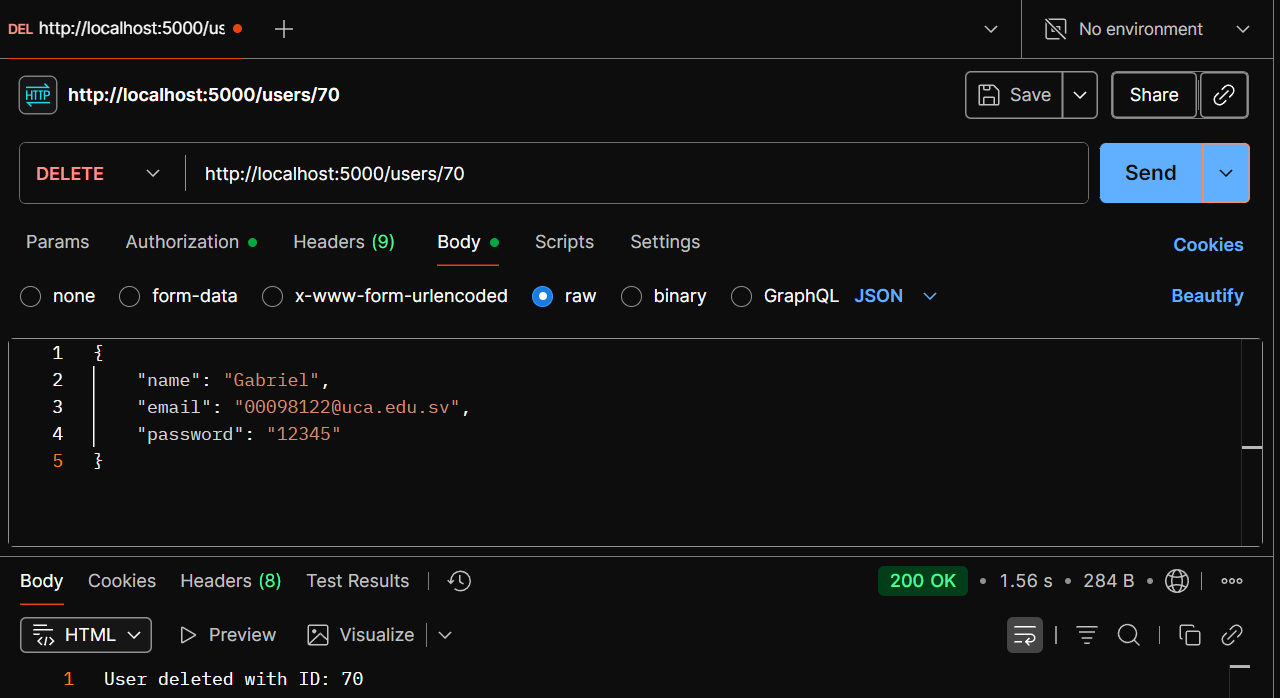 DEL http://localhost:5000/us
No environment
HTTP http://localhost:5000/users/70
Save
Share
DELETE http://localhost:5000/users/70
Send
Params Authorization Headers (9) Body Scripts Settings Cookies
none form-data x-www-form-urlencoded raw binary GraphQL JSON Beautify
1 {
2 "name": "Gabriel",
3 "email": "00098122@uca.edu.sv",
4 "password": "12345"
5 }
Body Cookies Headers (8) Test Results 200 OK • 1.56 s • 284 B •
HTML Preview Visualize
1 User deleted with ID: 70